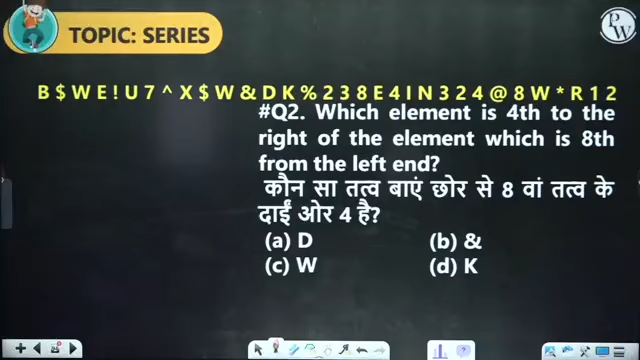 TOPIC: SERIES
PW
B $ W E ! U 7 ^ X $ W & D K % 2 3 8 E 4 I N 3 2 4 @ 8 W * R 1 2
#Q2. Which element is 4th to the
right of the element which is 8th
from the left end?
कौन सा तत्व बाएं छोर से 8 वां तत्व के
दाईं ओर 4 है?
(a) D (b) &
(c) W (d) K